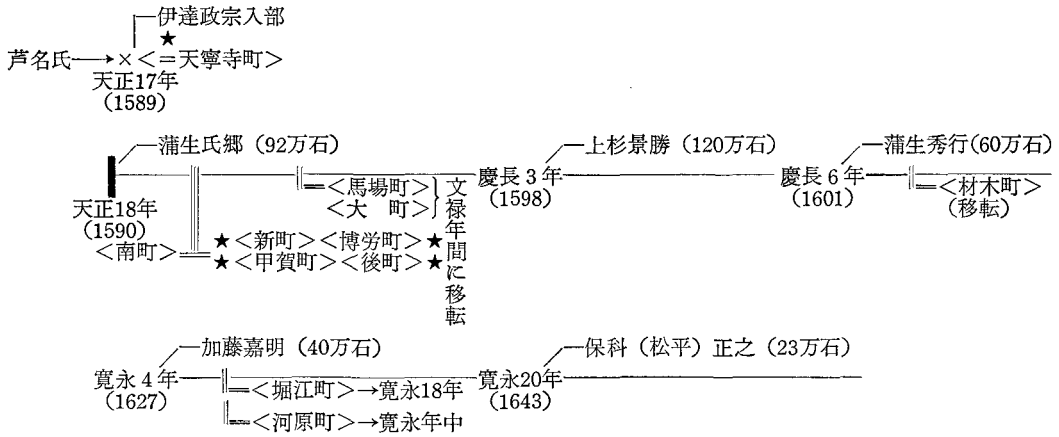 伊達政宗入部
★
芦名氏→×<=天寧寺町>
天正17年
(1589)
蒲生氏郷(92万石)
上杉景勝(120万石)
蒲生秀行(60万石)
<馬場町>
<大 町>
文禄年間に移転
慶長3年
(1598)
慶長6年
(1601)
<材木町>
(移転)
天正18年
(1590)
<南町>
★<新町><博労町>★
★<甲賀町><後町>★
加藤嘉明(40万石)
保科(松平)正之(23万石)
寛永4年
(1627)
<堀江町>→寛永18年
<河原町>→寛永年中
寛永20年
(1643)